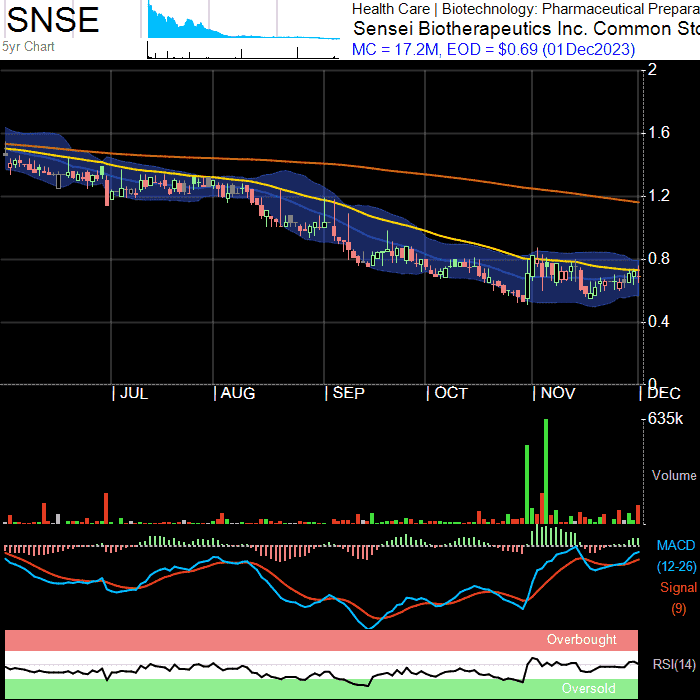 SNSE
5yr Chart
Health Care | Biotechnology: Pharmaceutical Prepara
Sensei Biotherapeutics Inc. Common Sto
MC = 17.2M, EOD = $0.69 (01Dec2023)
2
1.6
1.2
0.8
0.4
0
JUL
AUG
SEP
OCT
NOV
DEC
635k
Volume
MACD
(12-26)
Signal
(9)
Overbought
RSI(14)
Oversold